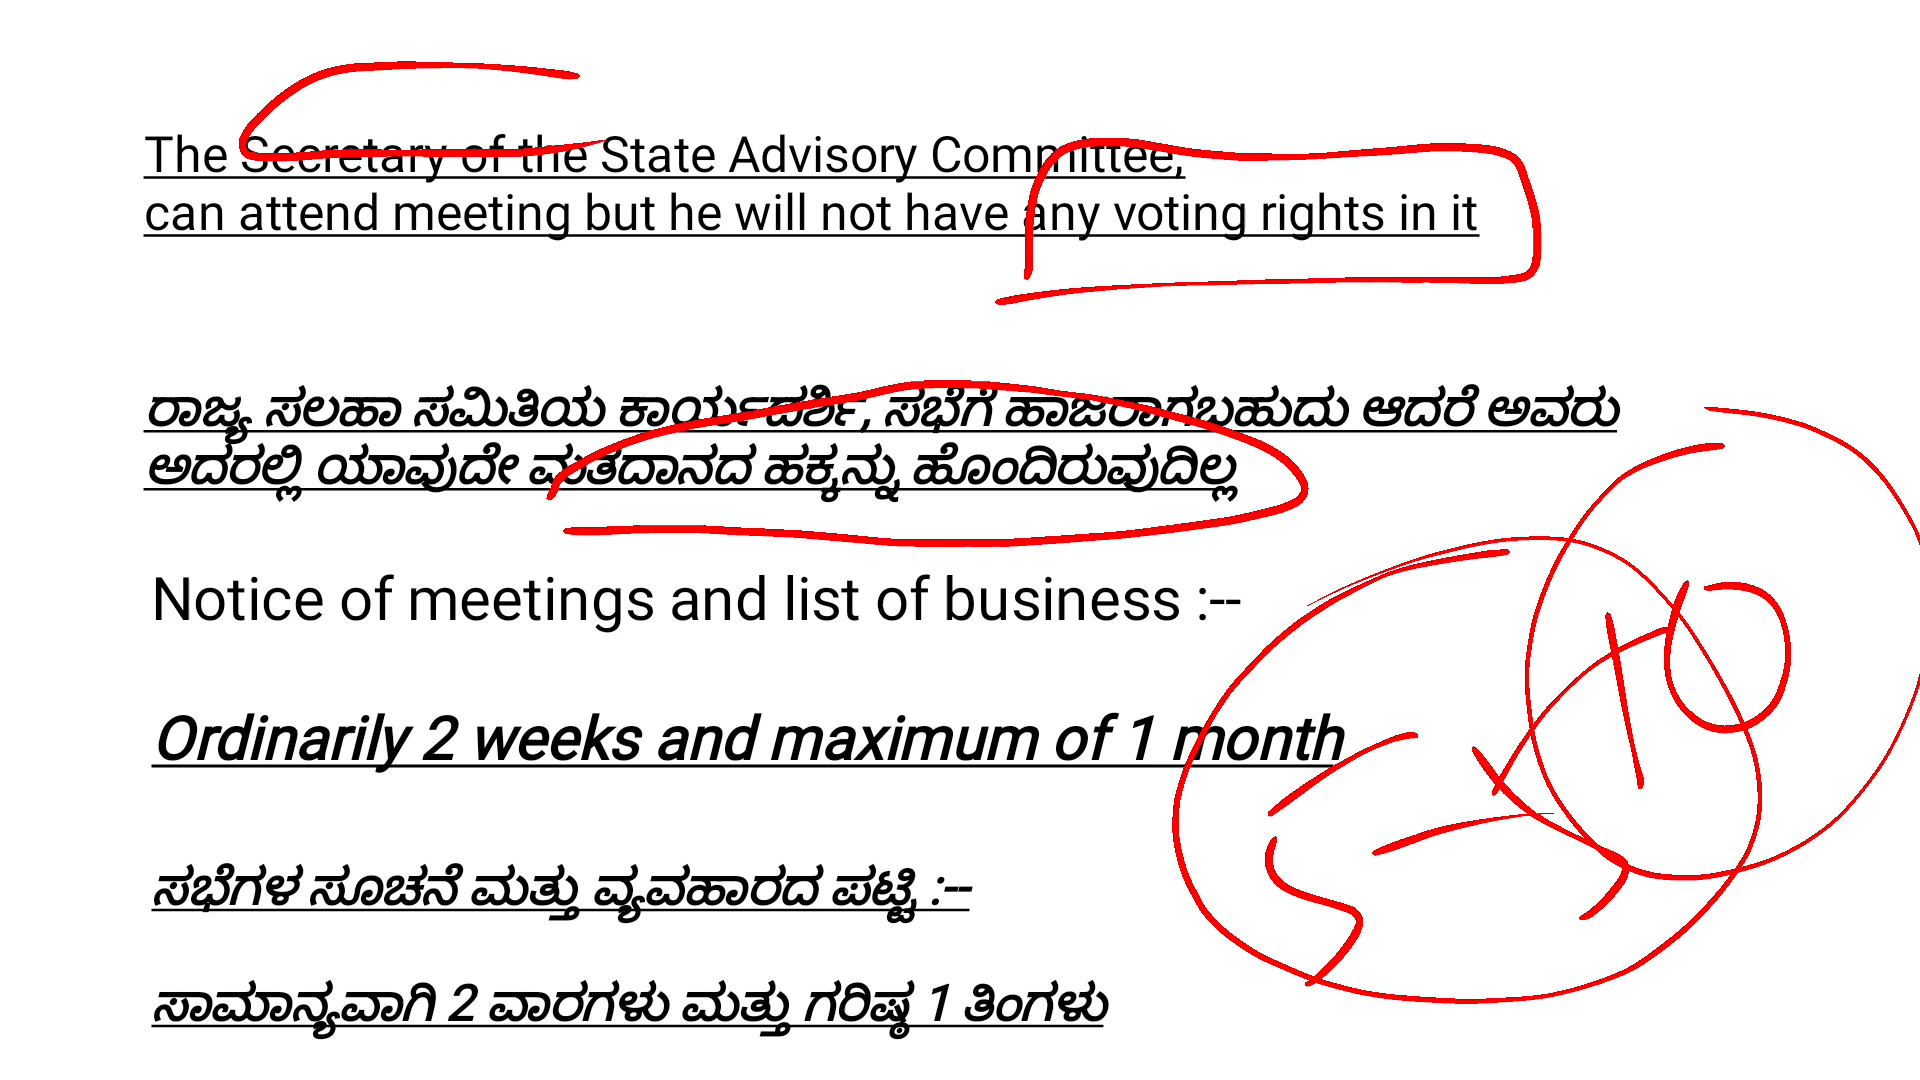 The Secretary of the State Advisory Committee,
can attend meeting but he will not have any voting rights in it
ರಾಜ್ಯ ಸಲಹಾ ಸಮಿತಿಯ ಕಾರ್ಯದರ್ಶಿ, ಸಭೆಗೆ ಹಾಜರಾಗಬಹುದು ಆದರೆ ಅವರು
ಅದರಲ್ಲಿ ಯಾವುದೇ ಮತದಾನದ ಹಕ್ಕನ್ನು ಹೊಂದಿರುವುದಿಲ್ಲ
Notice of meetings and list of business :--
Ordinarily 2 weeks and maximum of 1 month
ಸಭೆಗಳ ಸೂಚನೆ ಮತ್ತು ವ್ಯವಹಾರದ ಪಟ್ಟಿ :--
ಸಾಮಾನ್ಯವಾಗಿ 2 ವಾರಗಳು ಮತ್ತು ಗರಿಷ್ಠ 1 ತಿಂಗಳು